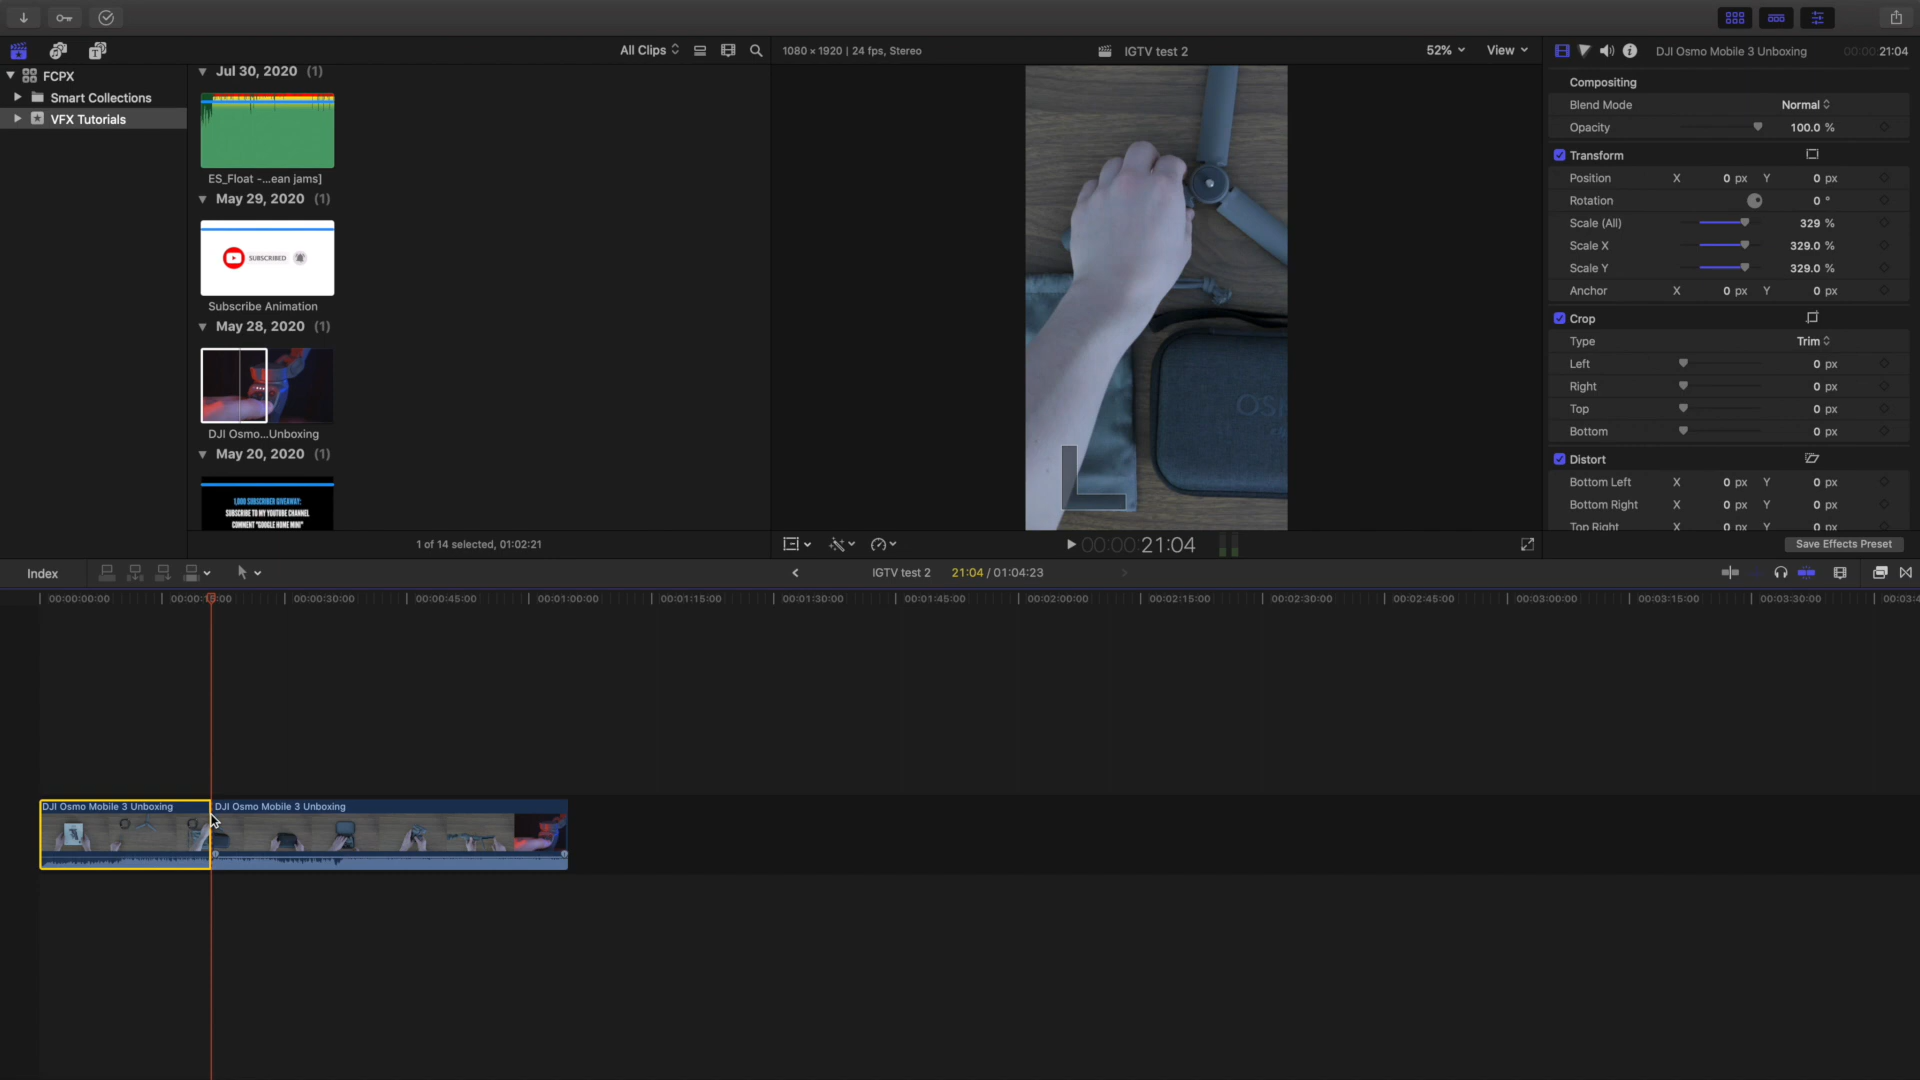 All Clips
1080 × 1920 | 24 fps, Stereo
IGTV test 2
52%
View
DJI Osmo Mobile 3 Unboxing
00:00:21:04
FCPX
Smart Collections
VFX Tutorials
Jul 30, 2020 (1)
ES_Float -...ean jams]
May 29, 2020 (1)
SUBSCRIBED
Subscribe Animation
May 28, 2020 (1)
DJI Osmo...Unboxing
May 20, 2020 (1)
1,000 SUBSCRIBER GIVEAWAY:
SUBSCRIBE TO MY YOUTUBE CHANNEL
COMMENT "GOOGLE HOME MINI"
1 of 14 selected, 01:02:21
00:00:00:21:04
Compositing
Blend Mode Normal
Opacity 100.0 %
Transform
Position X 0 px Y 0 px
Rotation 0 °
Scale (All) 329 %
Scale X 329.0 %
Scale Y 329.0 %
Anchor X 0 px Y 0 px
Crop
Type Trim
Left 0 px
Right 0 px
Top 0 px
Bottom 0 px
Distort
Bottom Left X 0 px Y 0 px
Bottom Right X 0 px Y 0 px
Top Right X 0 px Y 0 px
Save Effects Preset
Index
IGTV test 2 21:04 / 01:04:23
00:00:00:00 00:00:15:00 00:00:30:00 00:00:45:00 00:01:00:00 00:01:15:00 00:01:30:00 00:01:45:00 00:02:00:00 00:02:15:00 00:02:30:00 00:02:45:00 00:03:00:00 00:03:15:00 00:03:30:00 00:03:4
DJI Osmo Mobile 3 Unboxing DJI Osmo Mobile 3 Unboxing